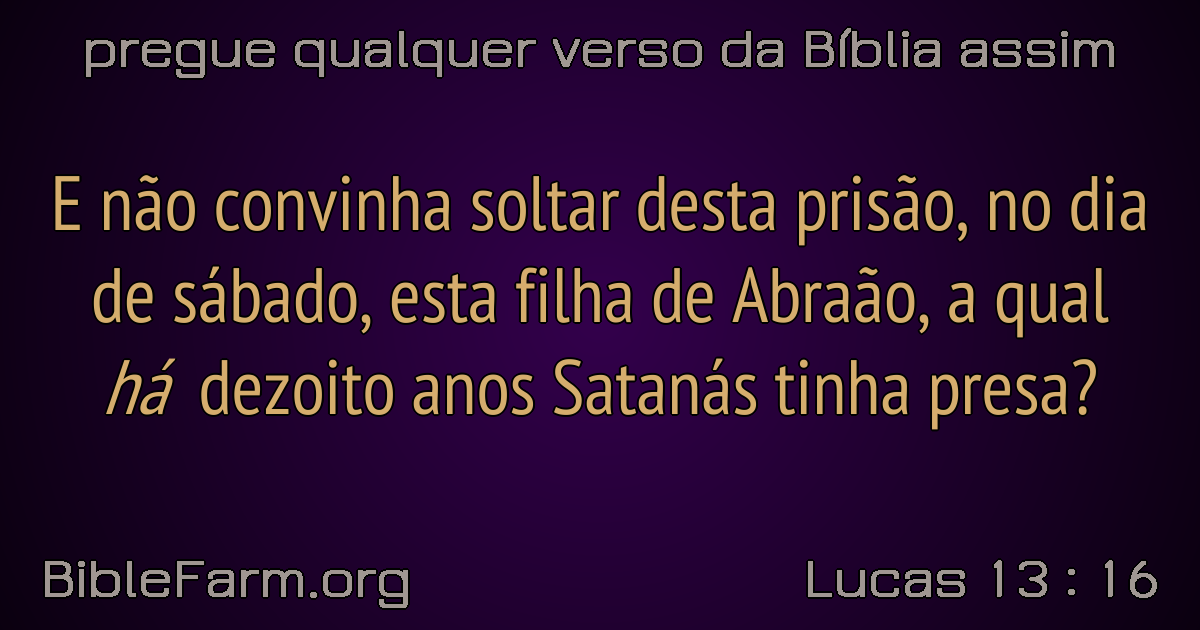 pregue qualquer verso da Bíblia assim
E não convinha soltar desta prisão, no dia
de sábado, esta filha de Abraão, a qual
há dezoito anos Satanás tinha presa?
BibleFarm.org
Lucas 13 : 16